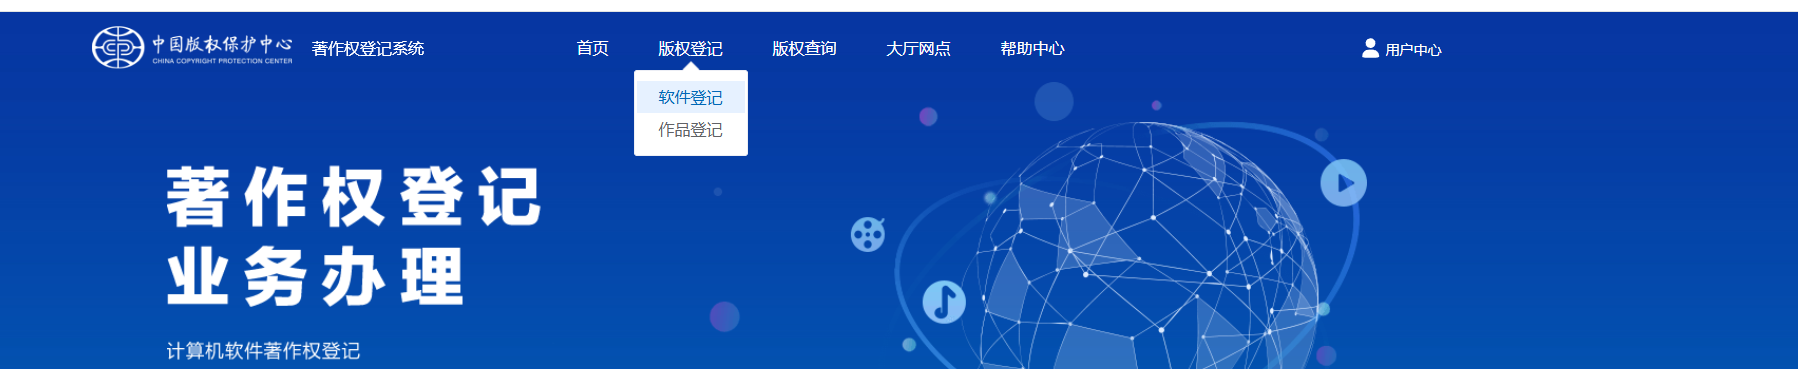 中国版权保护中心
CHINA COPYRIGHT PROTECTION CENTER
著作权登记系统
首页
版权登记
版权查询
大厅网点
帮助中心
用户中心
软件登记
作品登记
著作权登记
业务办理
计算机软件著作权登记